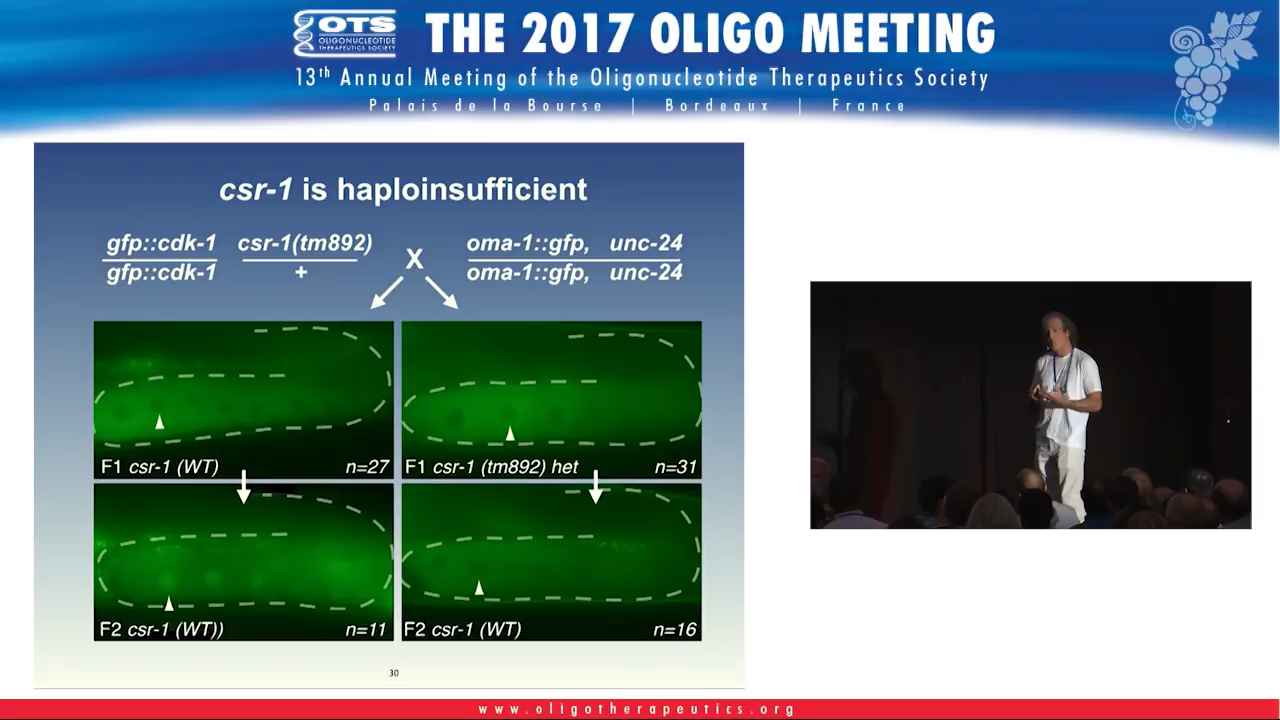 OTS
OLIGONUCLEOTIDE
THERAPEUTICS SOCIETY
THE 2017 OLIGO MEETING
13th Annual Meeting of the Oligonucleotide Therapeutics Society
Palais de la Bourse | Bordeaux | France
csr-1 is haploinsufficient
gfp::cdk-1 csr-1(tm892) X oma-1::gfp, unc-24
gfp::cdk-1 + oma-1::gfp, unc-24
F1 csr-1 (WT) n=27
F1 csr-1 (tm892) het n=31
F2 csr-1 (WT)) n=11
F2 csr-1 (WT) n=16
30
www.oligotherapeutics.org